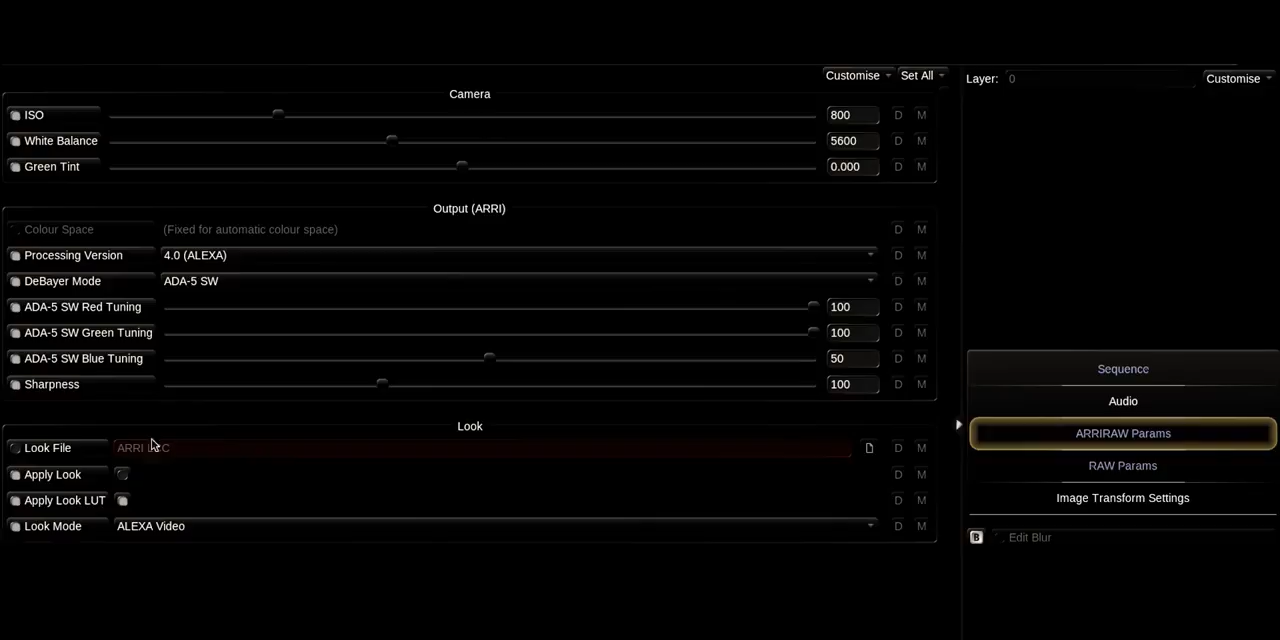 Customise Set All
Layer: 0 Customise
Camera
ISO 800 D M
White Balance 5600 D M
Green Tint 0.000 D M
Output (ARRI)
Colour Space (Fixed for automatic colour space) D M
Processing Version 4.0 (ALEXA) D M
DeBayer Mode ADA-5 SW D M
ADA-5 SW Red Tuning 100 D M
ADA-5 SW Green Tuning 100 D M
ADA-5 SW Blue Tuning 50 D M
Sharpness 100 D M
Look
Look File ARRI D M
Apply Look D M
Apply Look LUT D M
Look Mode ALEXA Video D M
Sequence
Audio
ARRIRAW Params
RAW Params
Image Transform Settings
B Edit Blur